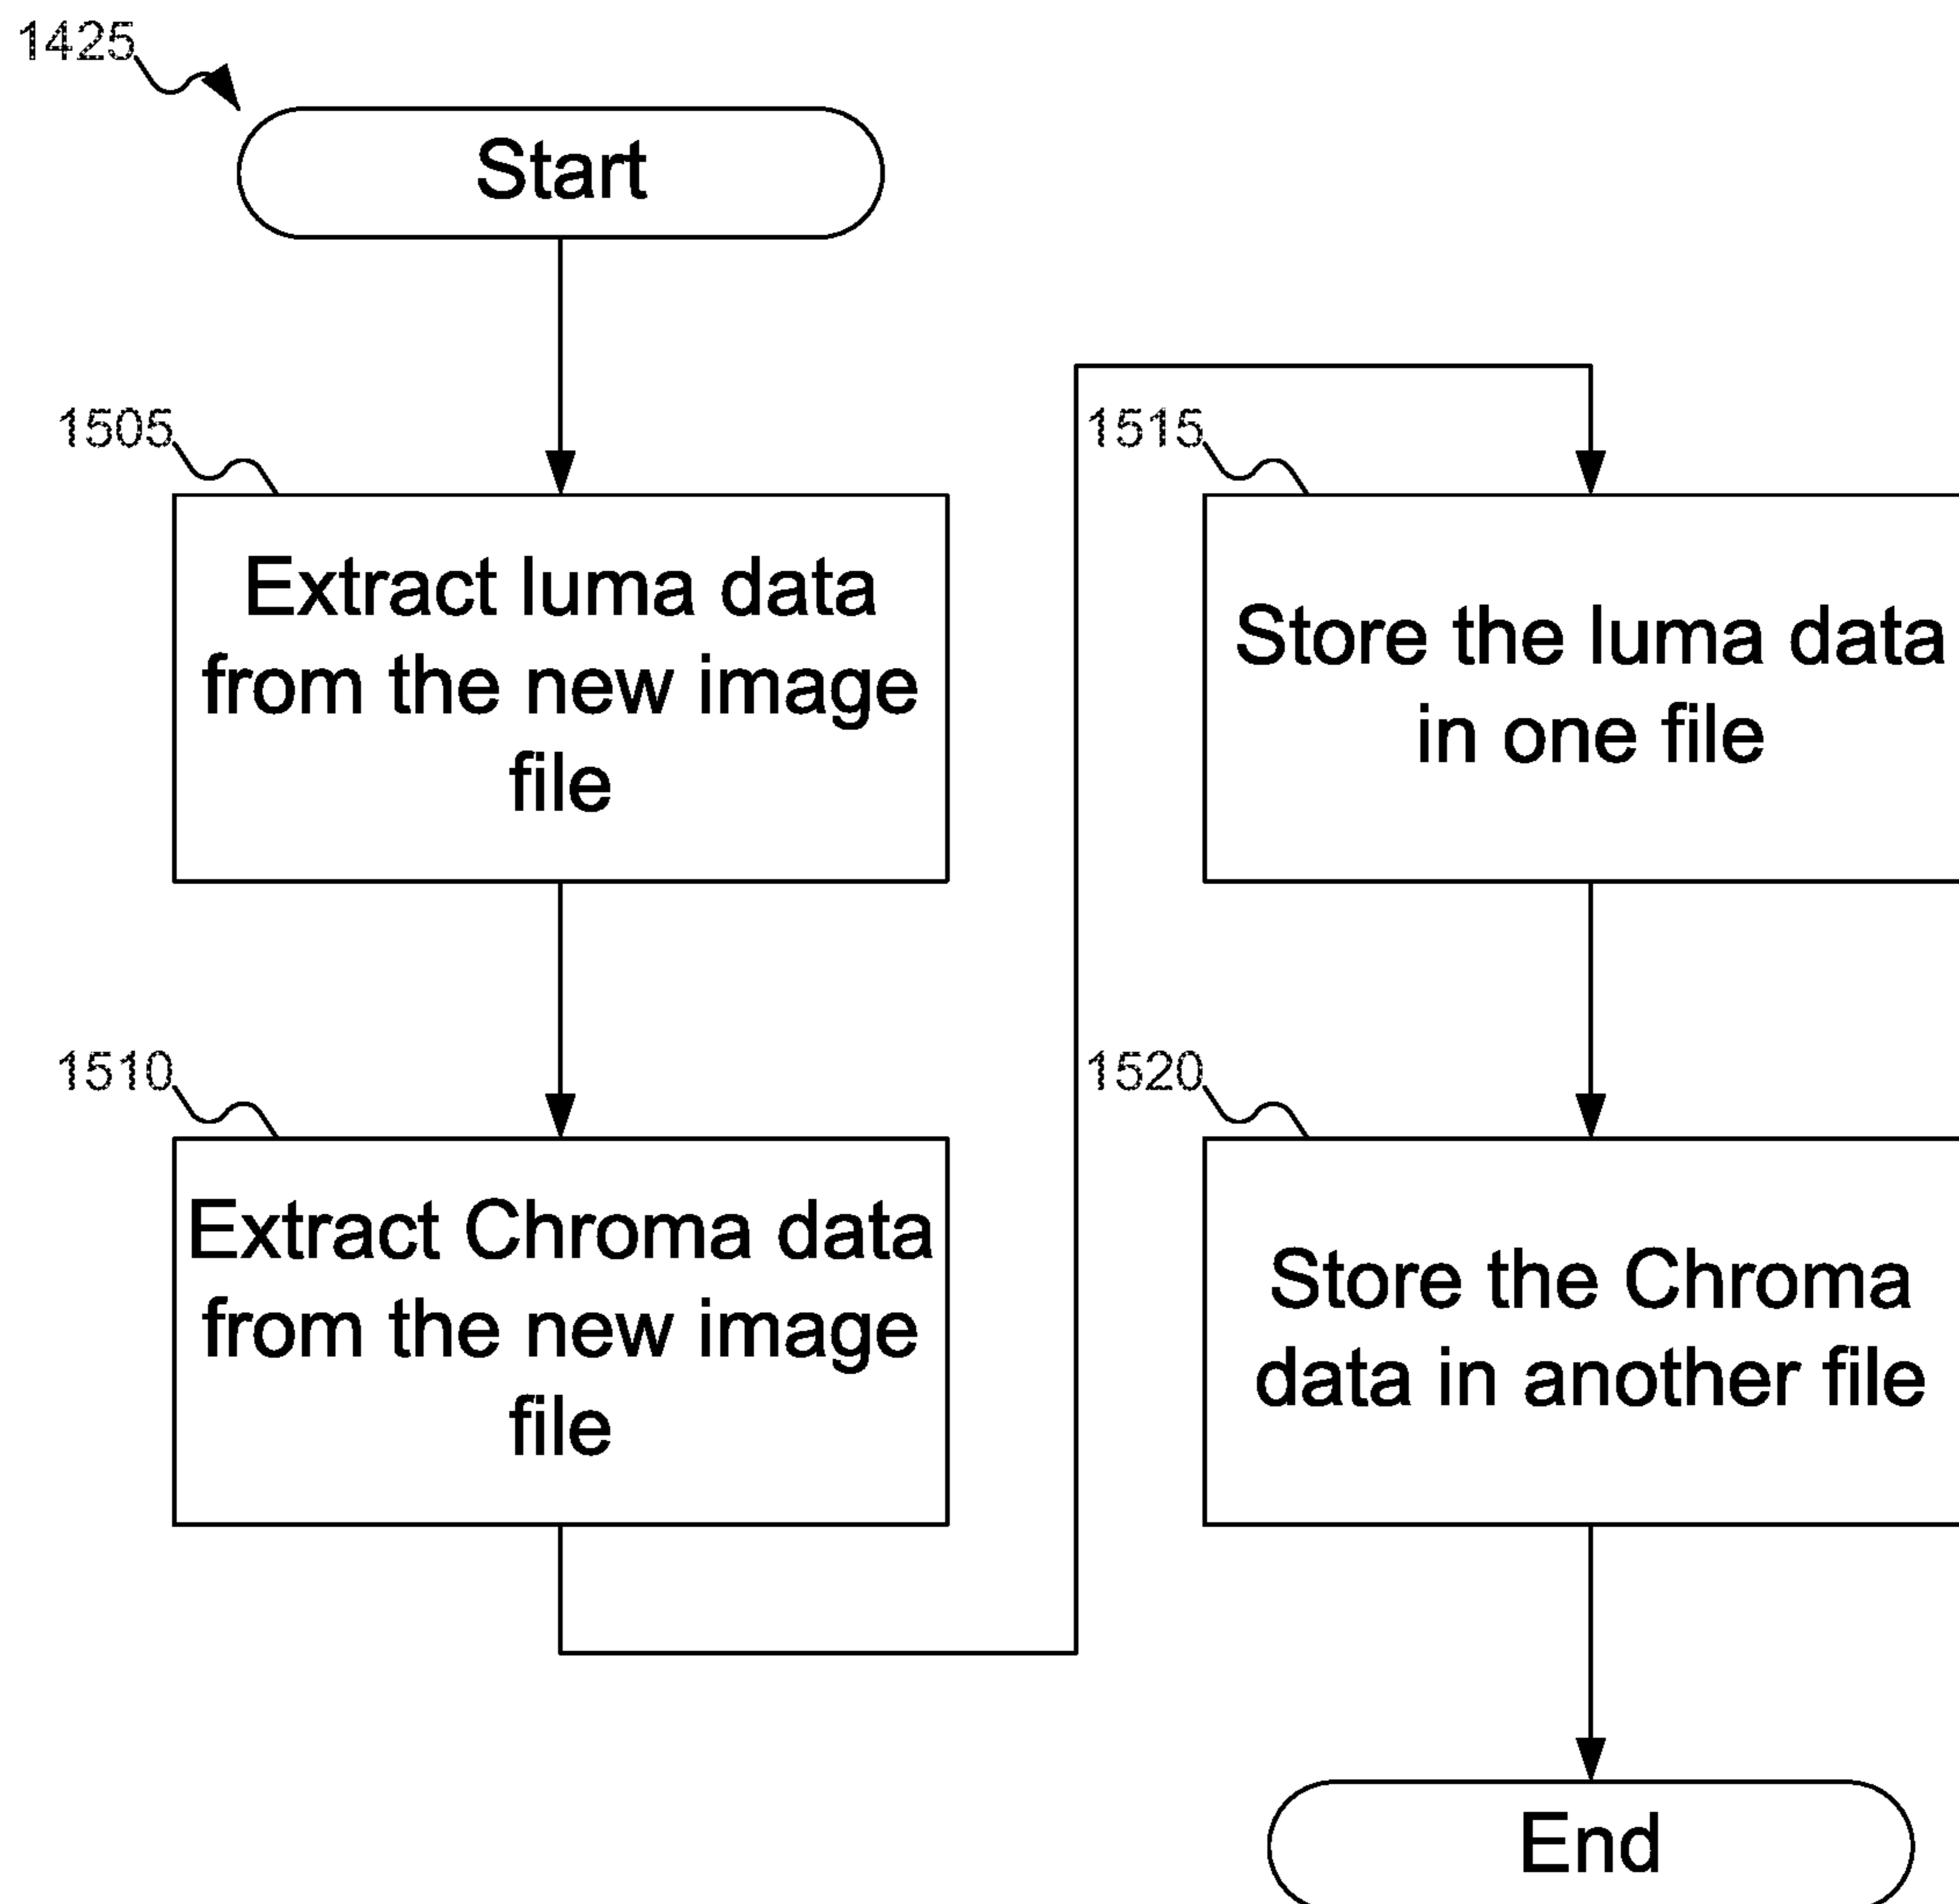 1425
Start
1505
Extract luma data
from the new image
file
1510
Extract Chroma data
from the new image
file
1515
Store the luma data
in one file
1520
Store the Chroma
data in another file
End